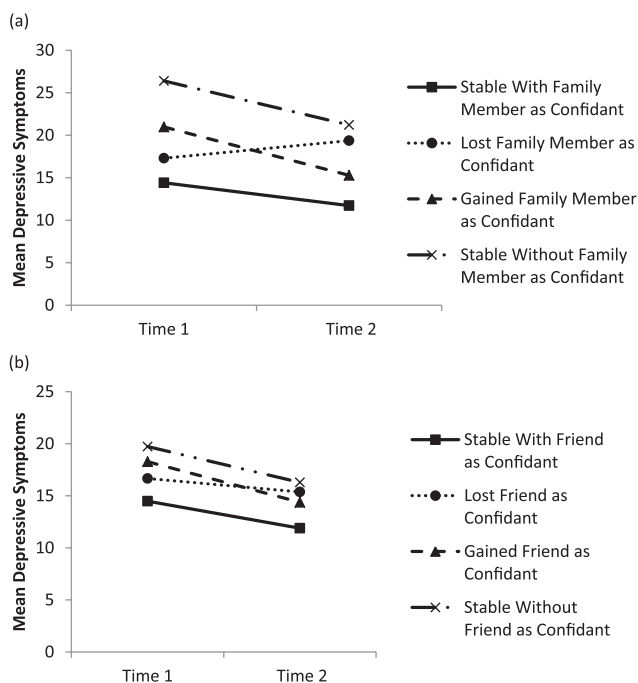 (a)
30
25
20
15
10
5
0
Mean Depressive Symptoms
Time 1
Time 2
Stable With Family
Member as Confidant
Lost Family Member as
Confidant
Gained Family Member
as Confidant
Stable Without Family
Member as Confidant
(b)
25
20
15
10
5
0
Mean Depressive Symptoms
Time 1
Time 2
Stable With Friend
as Confidant
Lost Friend as
Confidant
Gained Friend as
Confidant
Stable Without
Friend as Confidant